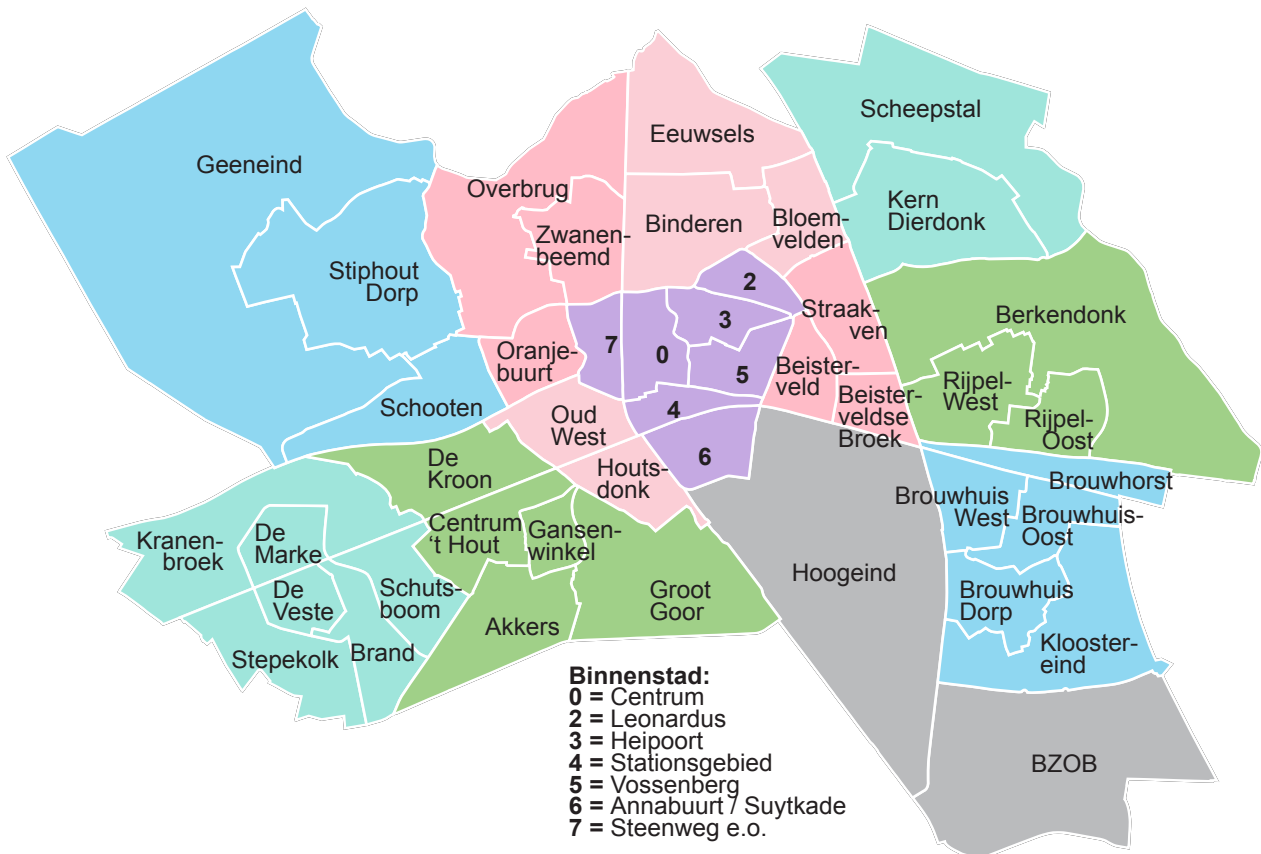 Scheepstal
Eeuwsels
Geeneind
Overbrug
Kern
Dierdonk
Binderen
Bloem-
velden
Zwanen-
beemd
Stiphout
Dorp
2
Straak-
ven
Berkendonk
3
7
0
Oranje-
buurt
5
Beister-
veld
Rijpel-
West
Schooten
4
Beister-
veldse
Broek
Oud
West
Rijpel-
Oost
6
De
Kroon
Houts-
donk
Brouwhorst
Brouwhuis
West
Brouwhuis-
Oost
Kranen-
broek
De
Marke
Centrum
‘t Hout
Gansen-
winkel
Hoogeind
De
Veste
Schuts-
boom
Groot
Goor
Brouwhuis
Dorp
Akkers
Stepekolk
Brand
Klooster-
eind
Binnenstad:
0 = Centrum
2 = Leonardus
3 = Heipoort
4 = Stationsgebied
5 = Vossenberg
6 = Annabuurt / Suytkade
7 = Steenweg e.o.
BZOB